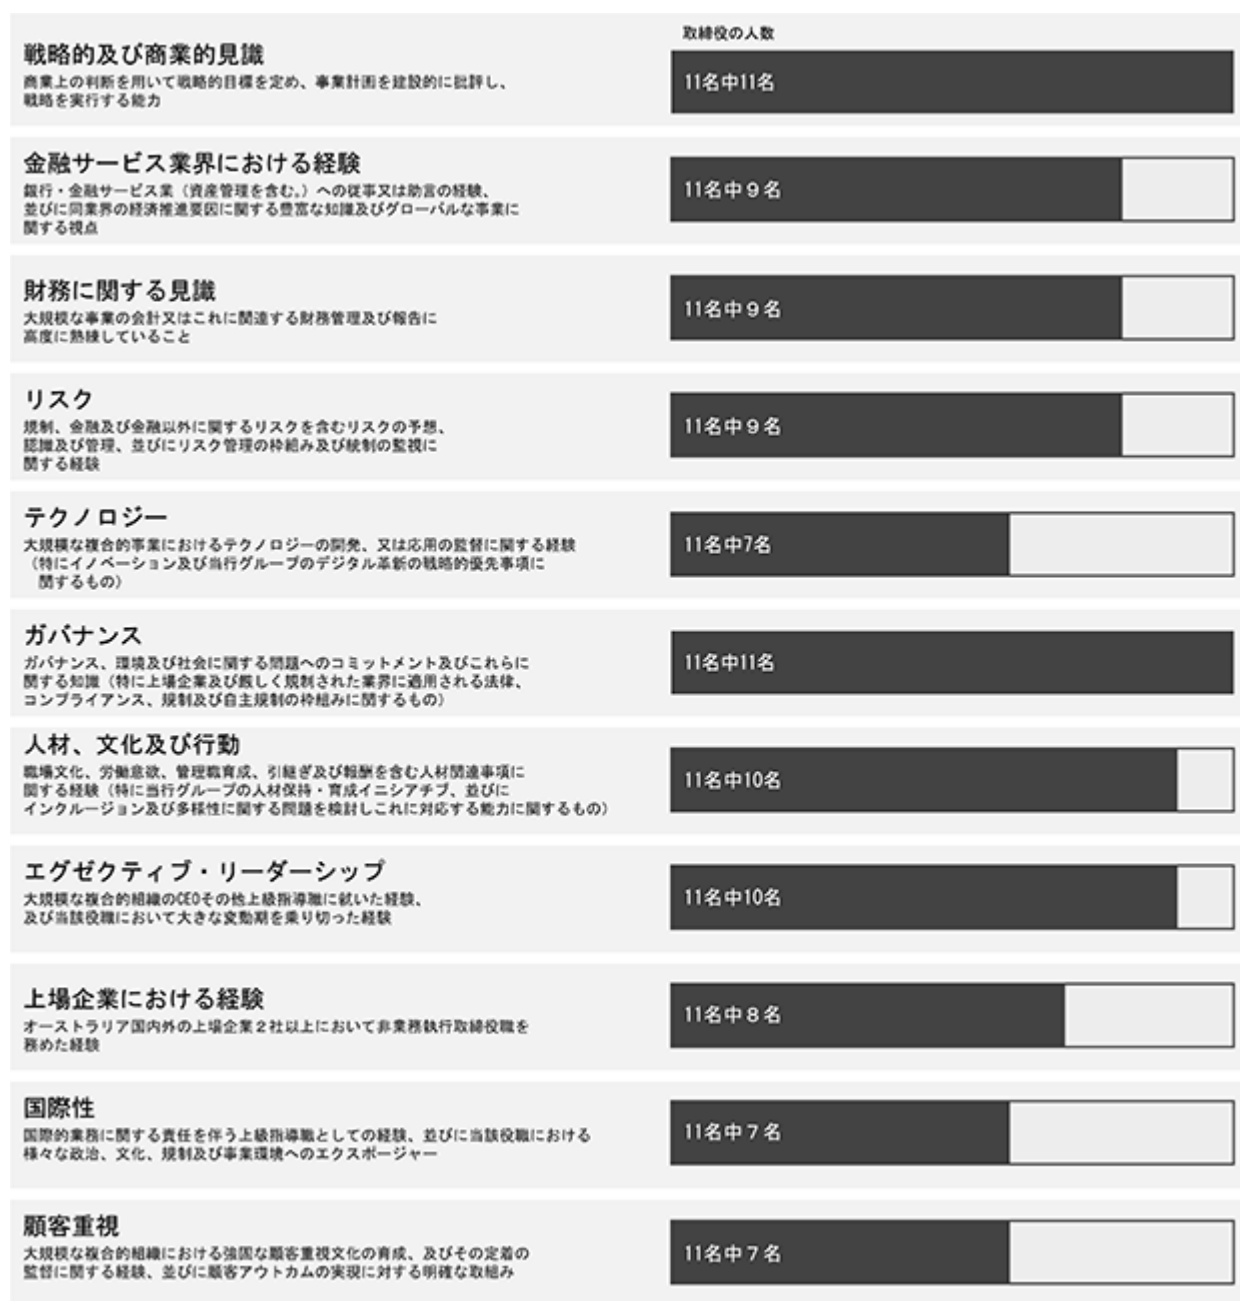 取締役の人数
戦略的及び商業的見識
商業上の判断を用いて戦略的目標を定め、事業計画を建設的に批評し、
戦略を実行する能力
11名中11名
金融サービス業界における経験
銀行・金融サービス業（資産管理を含む。）への従事又は助言の経験、
並びに同業界の経済推進要因に関する豊富な知識及びグローバルな事業に
関する視点
11名中９名
財務に関する見識
大規模な事業の会計又はこれに関連する財務管理及び報告に
高度に熟練していること
11名中９名
リスク
規制、金融及び金融以外に関するリスクを含むリスクの予想、
認識及び管理、並びにリスク管理の枠組み及び統制の監視に
関する経験
11名中９名
テクノロジー
大規模な複合的事業におけるテクノロジーの開発、又は応用の監督に関する経験
（特にイノベーション及び当行グループのデジタル革新の戦略的優先事項に
関するもの）
11名中7名
ガバナンス
ガバナンス、環境及び社会に関する問題へのコミットメント及びこれらに
関する知識（特に上場企業及び厳しく規制された業界に適用される法律、
コンプライアンス、規制及び自主規制の枠組みに関するもの）
11名中11名
人材、文化及び行動
職場文化、労働意欲、管理職育成、引継ぎ及び報酬を含む人材関連事項に
関する経験（特に当行グループの人材保持・育成イニシアチブ、並びに
インクルージョン及び多様性に関する問題を検討しこれに対応する能力に関するもの）
11名中10名
エグゼクティブ・リーダーシップ
大規模な複合的組織のCEOその他上級指導職に就いた経験、
及び当該役職において大きな変動期を乗り切った経験
11名中10名
上場企業における経験
オーストラリア国内外の上場企業２社以上において非業務執行取締役職を
務めた経験
11名中８名
国際性
国際的業務に関する責任を伴う上級指導職としての経験、並びに当該役職における
様々な政治、文化、規制及び事業環境へのエクスポージャー
11名中７名
顧客重視
大規模な複合的組織における強固な顧客重視文化の育成、及びその定着の
監督に関する経験、並びに顧客アウトカムの実現に対する明確な取組み
11名中７名